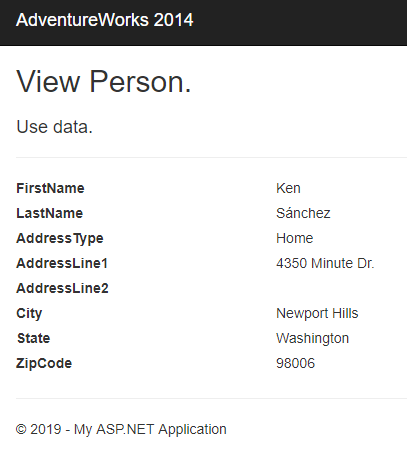 AdventureWorks 2014
View Person.
Use data.
FirstName Ken
LastName Sánchez
AddressType Home
AddressLine1 4350 Minute Dr.
AddressLine2
City Newport Hills
State Washington
ZipCode 98006
© 2019 - My ASP.NET Application